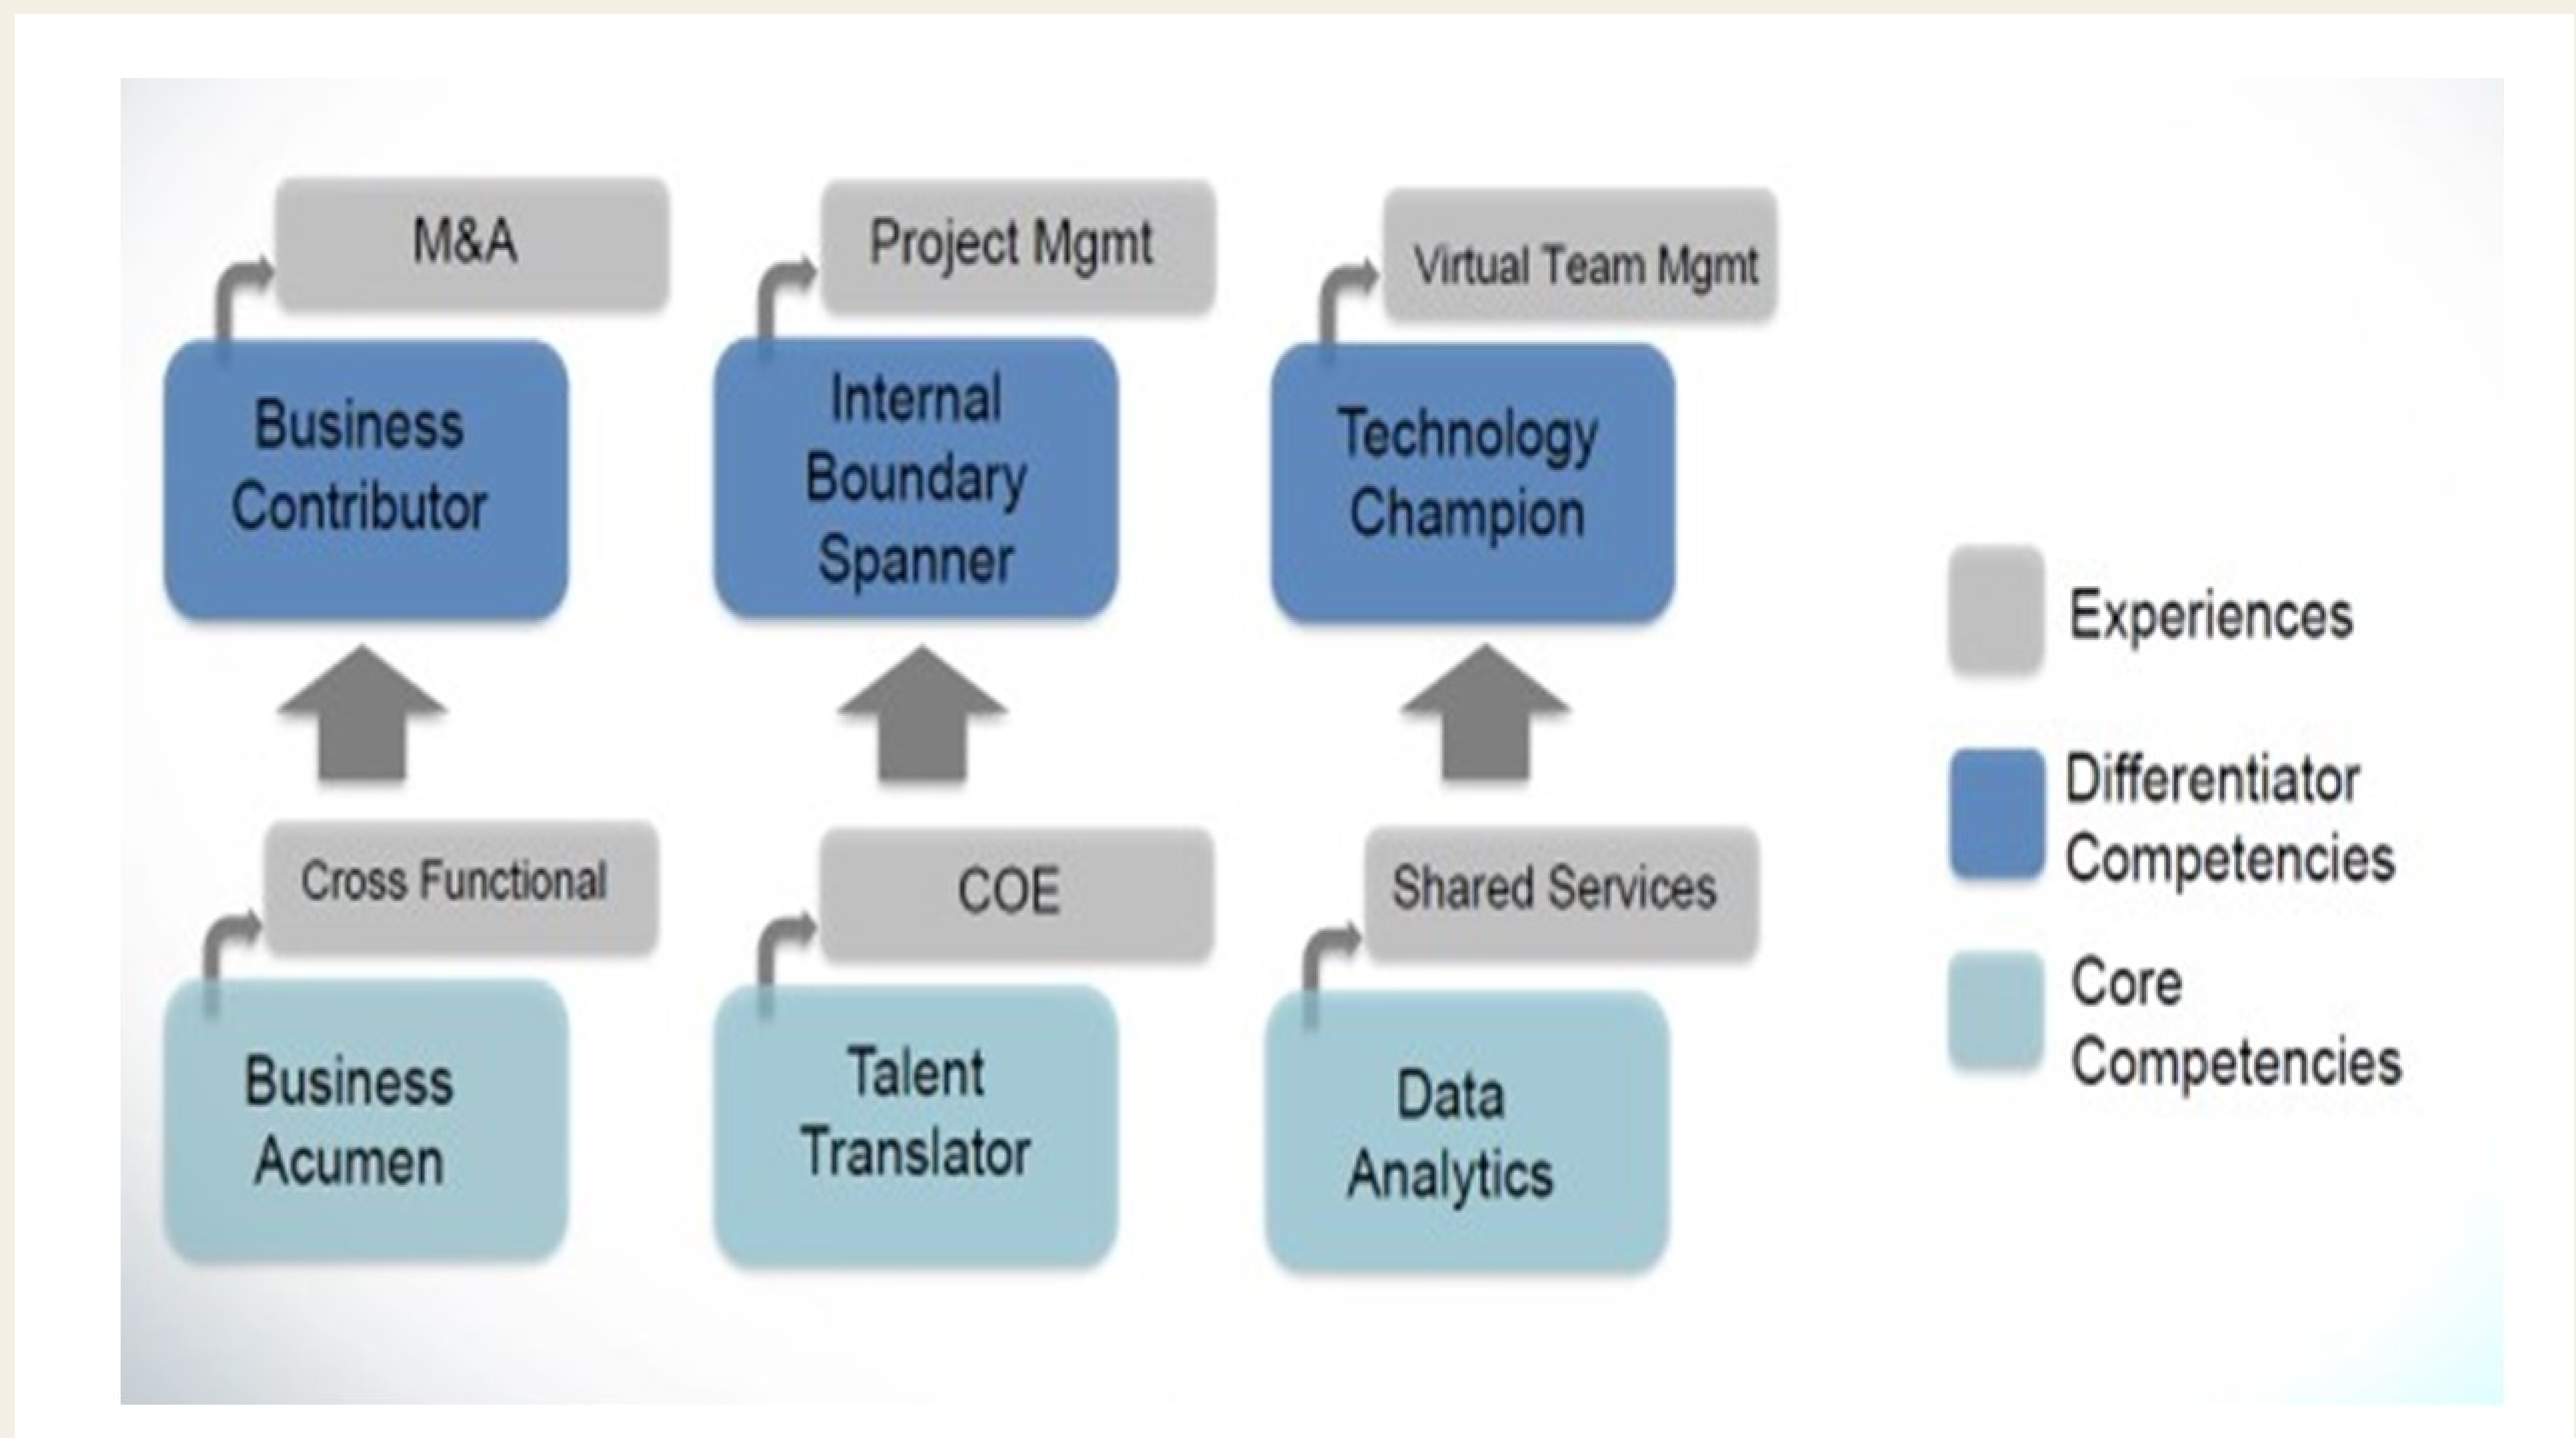 M&A
Project Mgmt
Virtual Team Mgmt
Business
Contributor
Internal
Boundary
Spanner
Technology
Champion
Cross Functional
COE
Shared Services
Business
Acumen
Talent
Translator
Data
Analytics
Experiences
Differentiator
Competencies
Core
Competencies